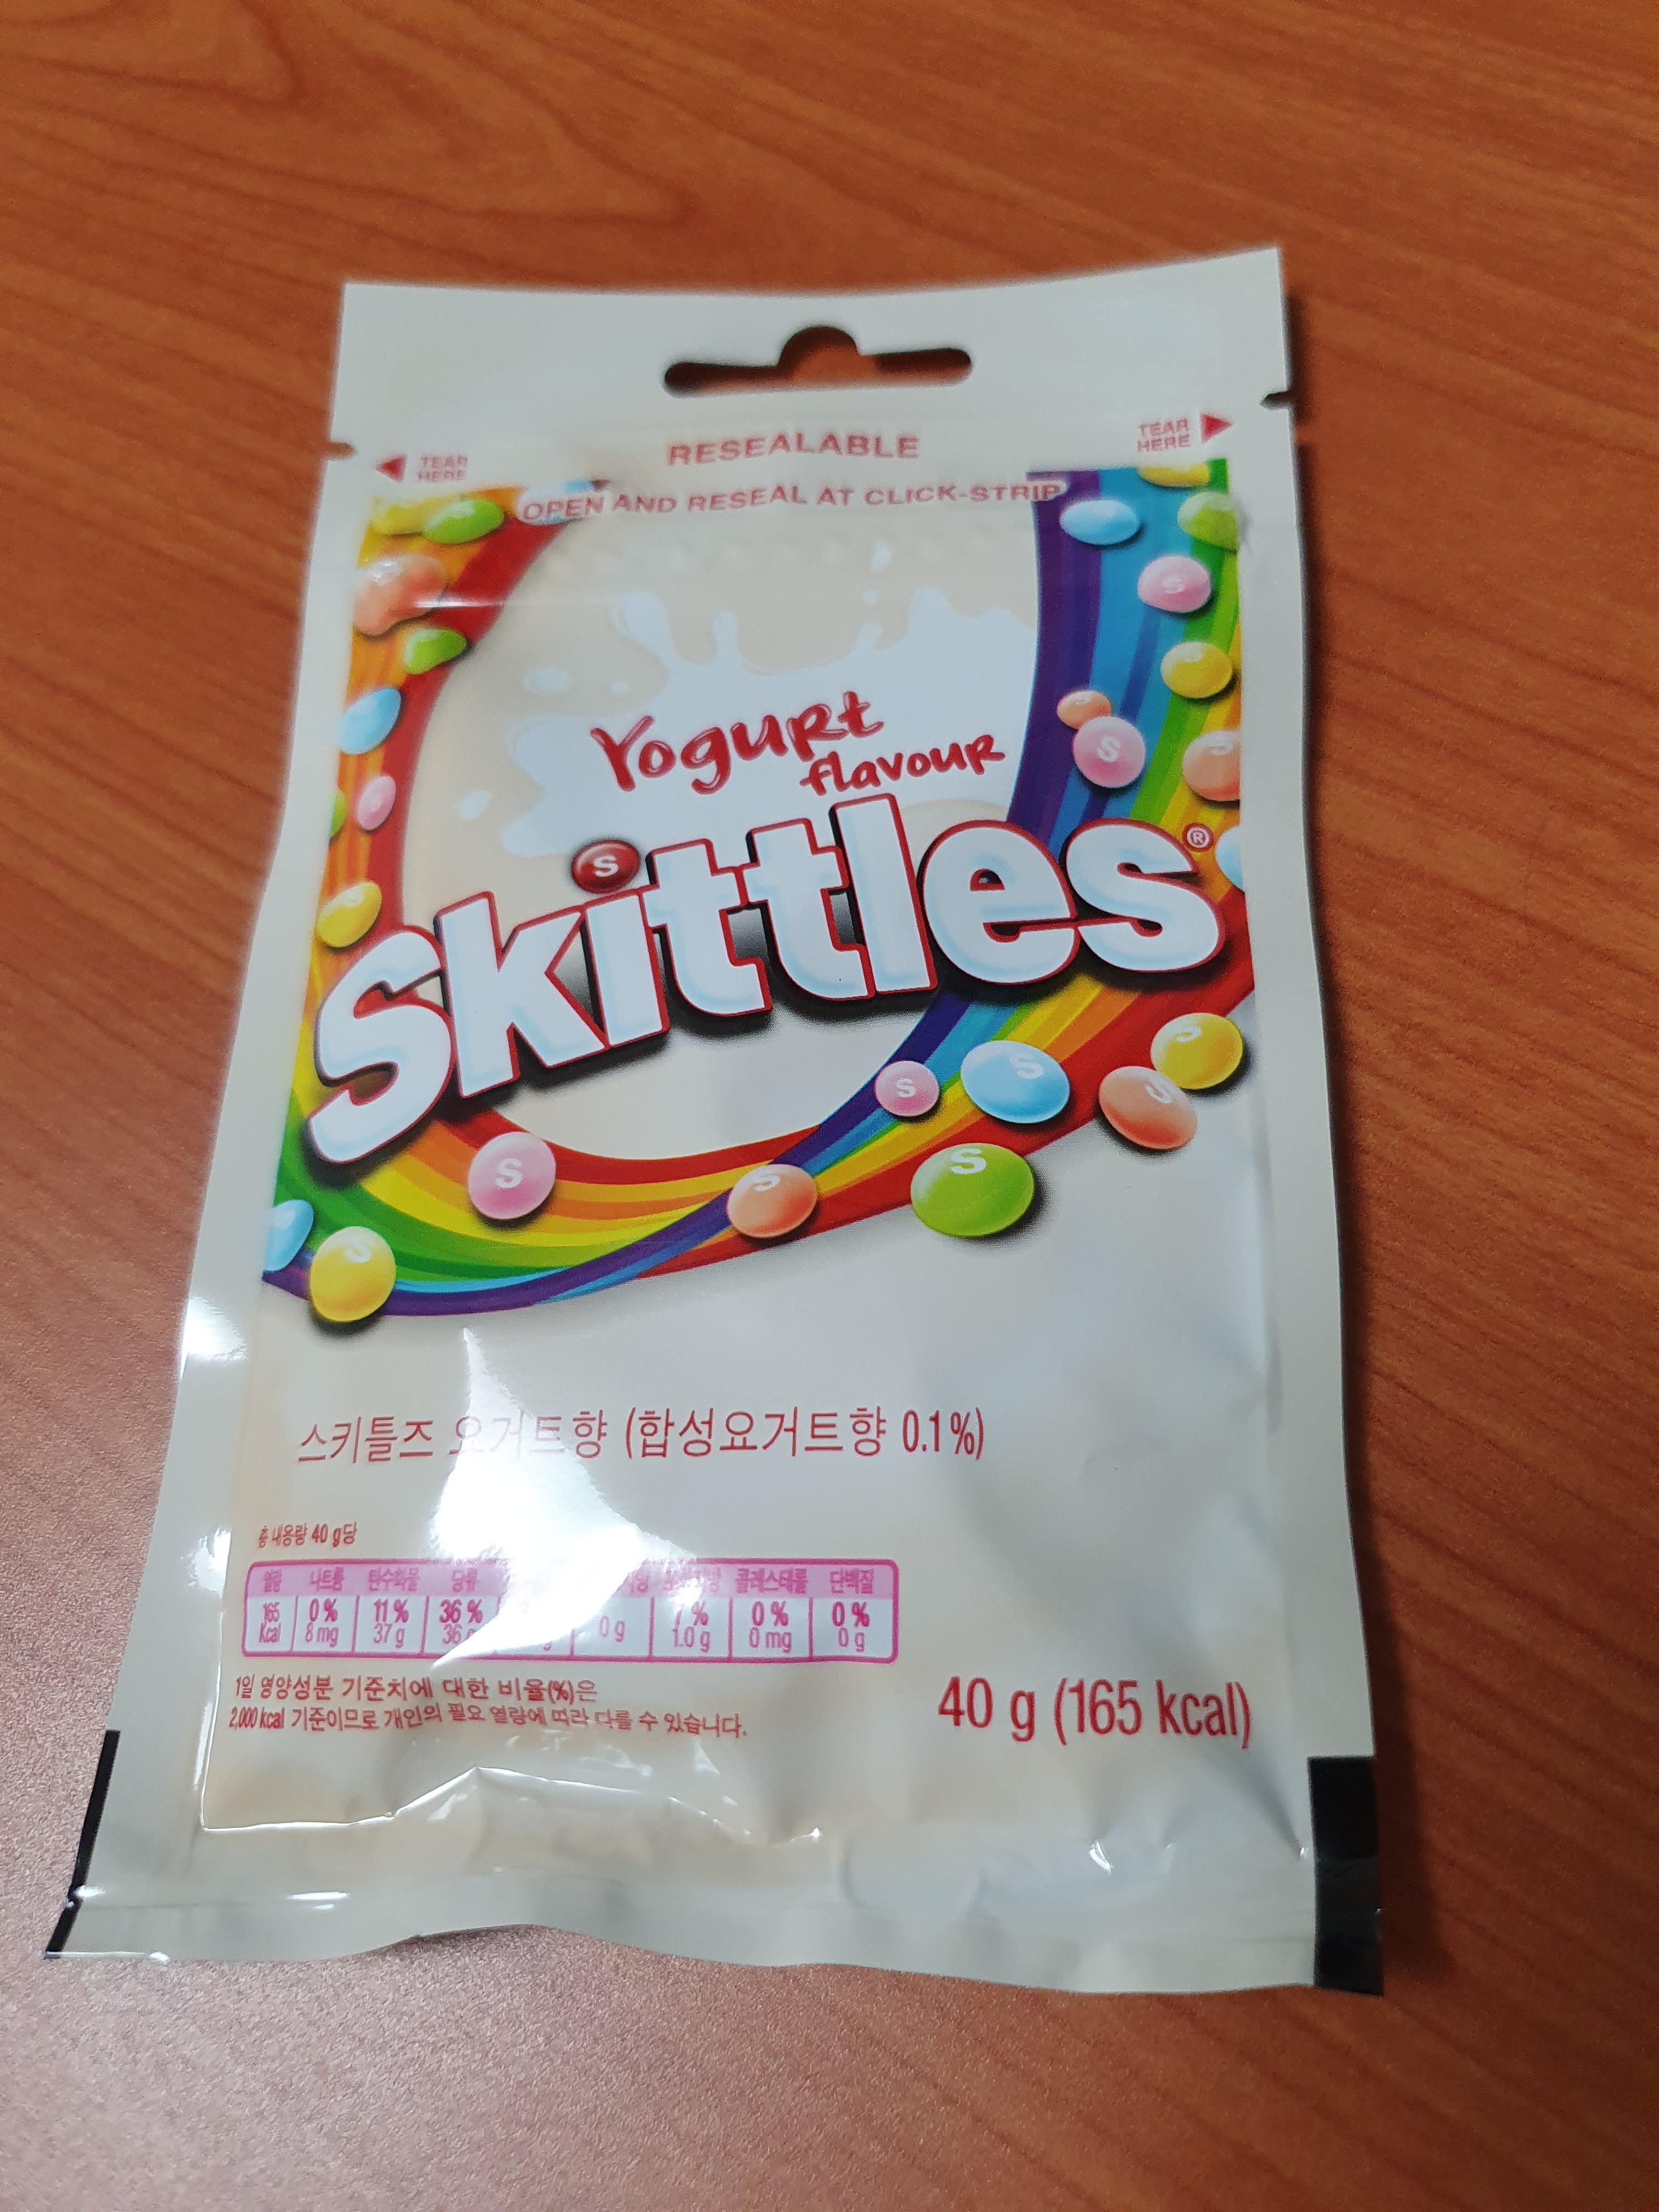 RESEALABLE
TEAR
HERE
TEAR
HERE
OPEN AND RESEAL AT CLICK-STRIP
Yogurt
flavour
Skittles®
스키틀즈 요거트향 (합성요거트향 0.1%)
총 내용량 40 g당
열량 나트륨 탄수화물 당류 콜레스테롤 단백질
165 0 % 11 % 36 % 0 % 0 %
Kcal 8 mg 37 g 36 0 g 1.0 g 0 mg 0 g
1일 영양성분 기준치에 대한 비율(%)은
2,000 kcal 기준이므로 개인의 필요 열량에 따라 다를 수 있습니다.
40 g (165 kcal)